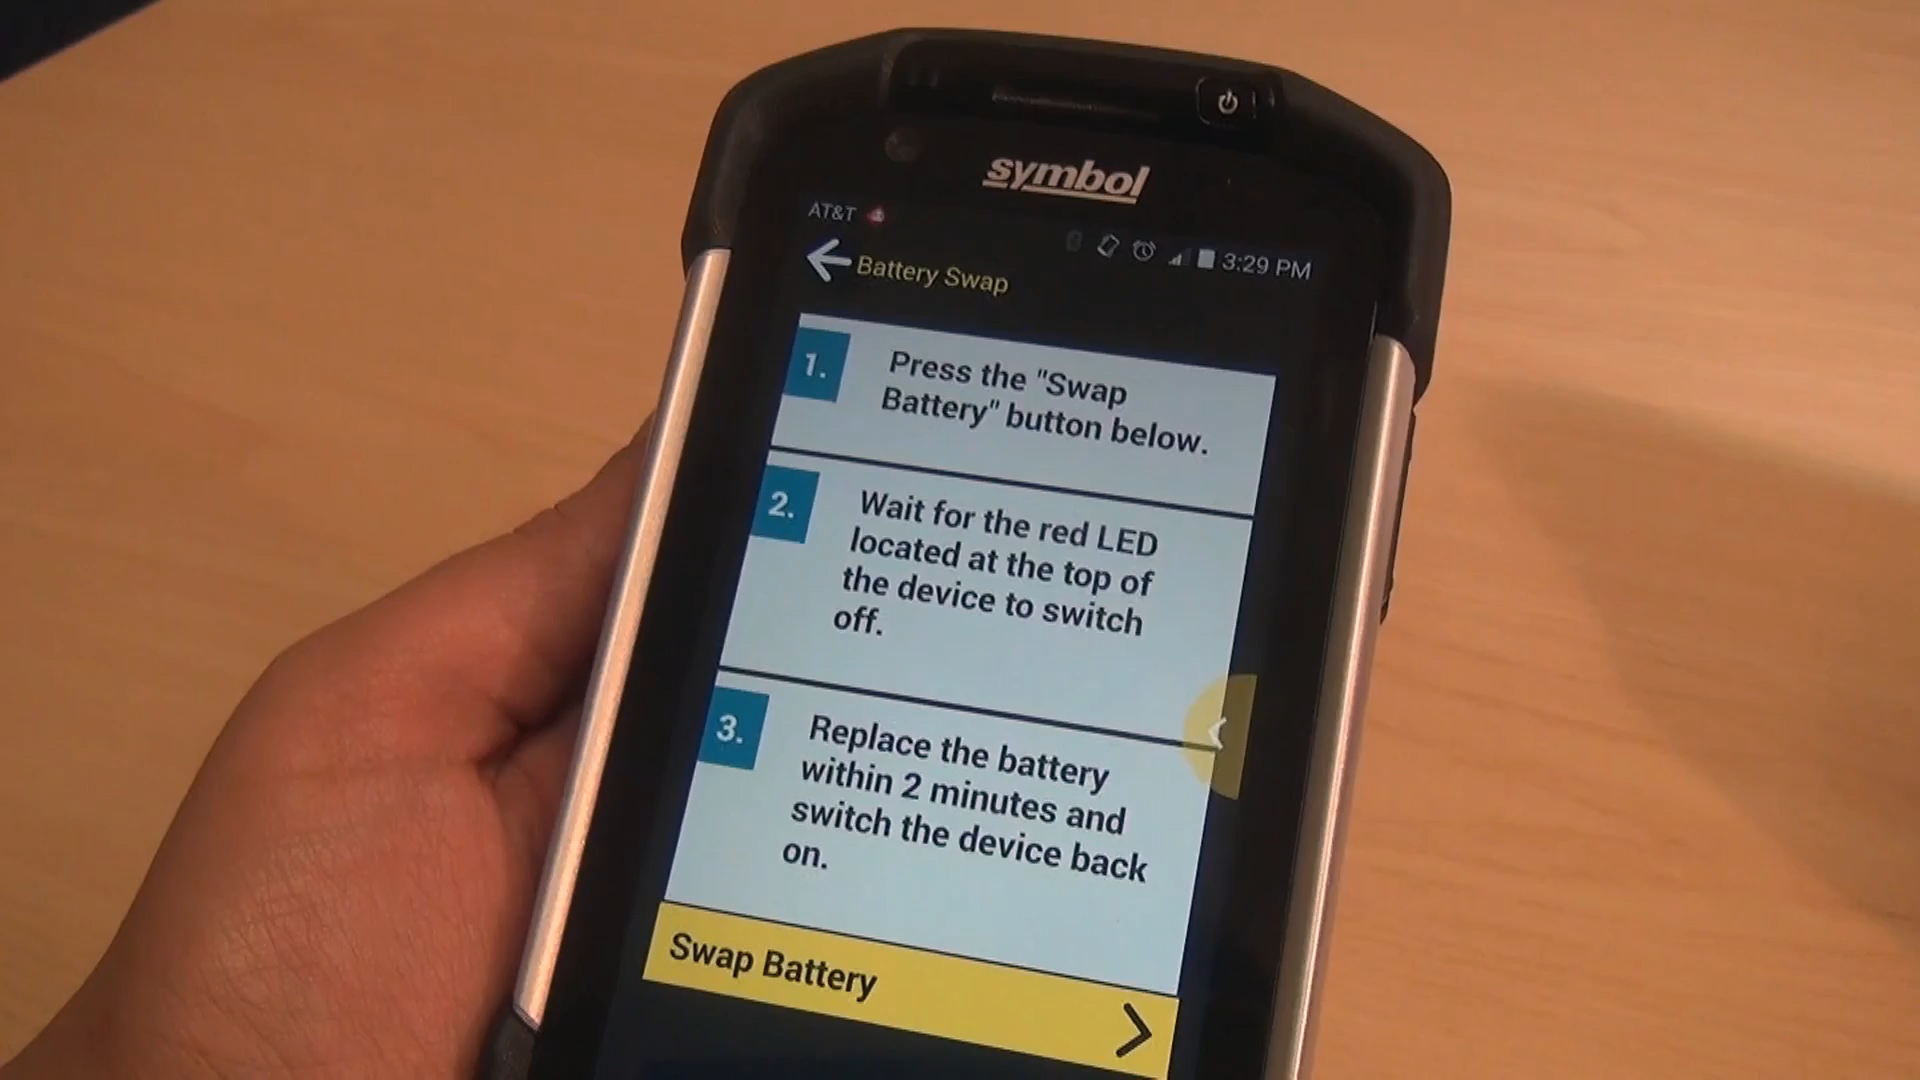 symbol
AT&T
3:29 PM
Battery Swap
1.
Press the "Swap
Battery" button below.
2.
Wait for the red LED
located at the top of
the device to switch
off.
3.
Replace the battery
within 2 minutes and
switch the device back
on.
Swap Battery